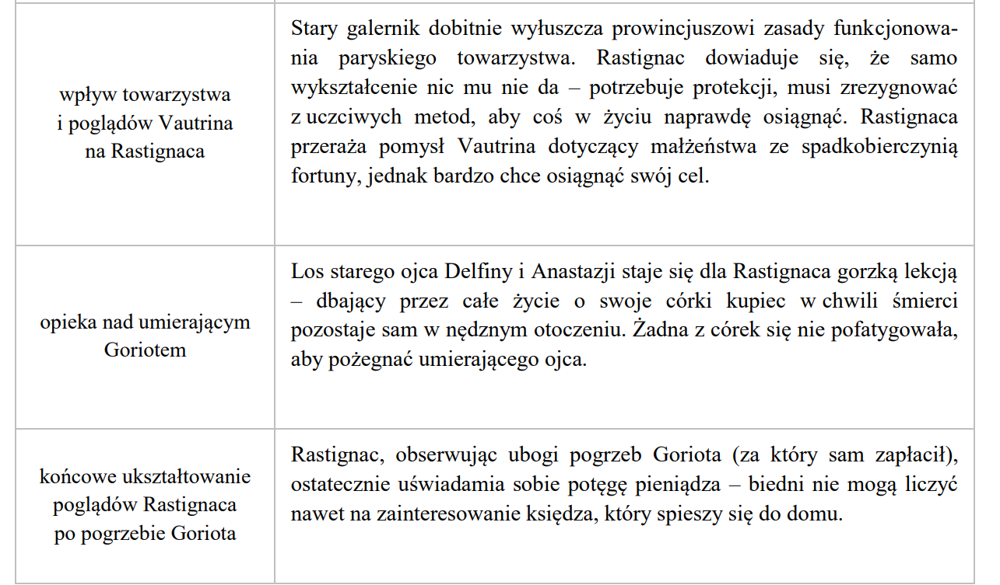 wpływ towarzystwa
i poglądów Vautrina
na Rastignaca
Stary galernik dobitnie wyłuszcza prowincjuszowi zasady funkcjonowa-
nia paryskiego towarzystwa. Rastignac dowiaduje się, że samo
wykształcenie nic mu nie da – potrzebuje protekcji, musi zrezygnować
z uczciwych metod, aby coś w życiu naprawdę osiągnąć. Rastignaca
przeraża pomysł Vautrina dotyczący małżeństwa ze spadkobierczynią
fortuny, jednak bardzo chce osiągnąć swój cel.
opieka nad umierającym
Goriotem
Los starego ojca Delfiny i Anastazji staje się dla Rastignaca gorzką lekcją
– dbający przez całe życie o swoje córki kupiec w chwili śmierci
pozostaje sam w nędznym otoczeniu. Żadna z córek się nie pofatygowała,
aby pożegnać umierającego ojca.
końcowe ukształtowanie
poglądów Rastignaca
po pogrzebie Goriota
Rastignac, obserwując ubogi pogrzeb Goriota (za który sam zapłacił),
ostatecznie uświadamia sobie potęgę pieniądza – biedni nie mogą liczyć
nawet na zainteresowanie księdza, który spieszy się do domu.